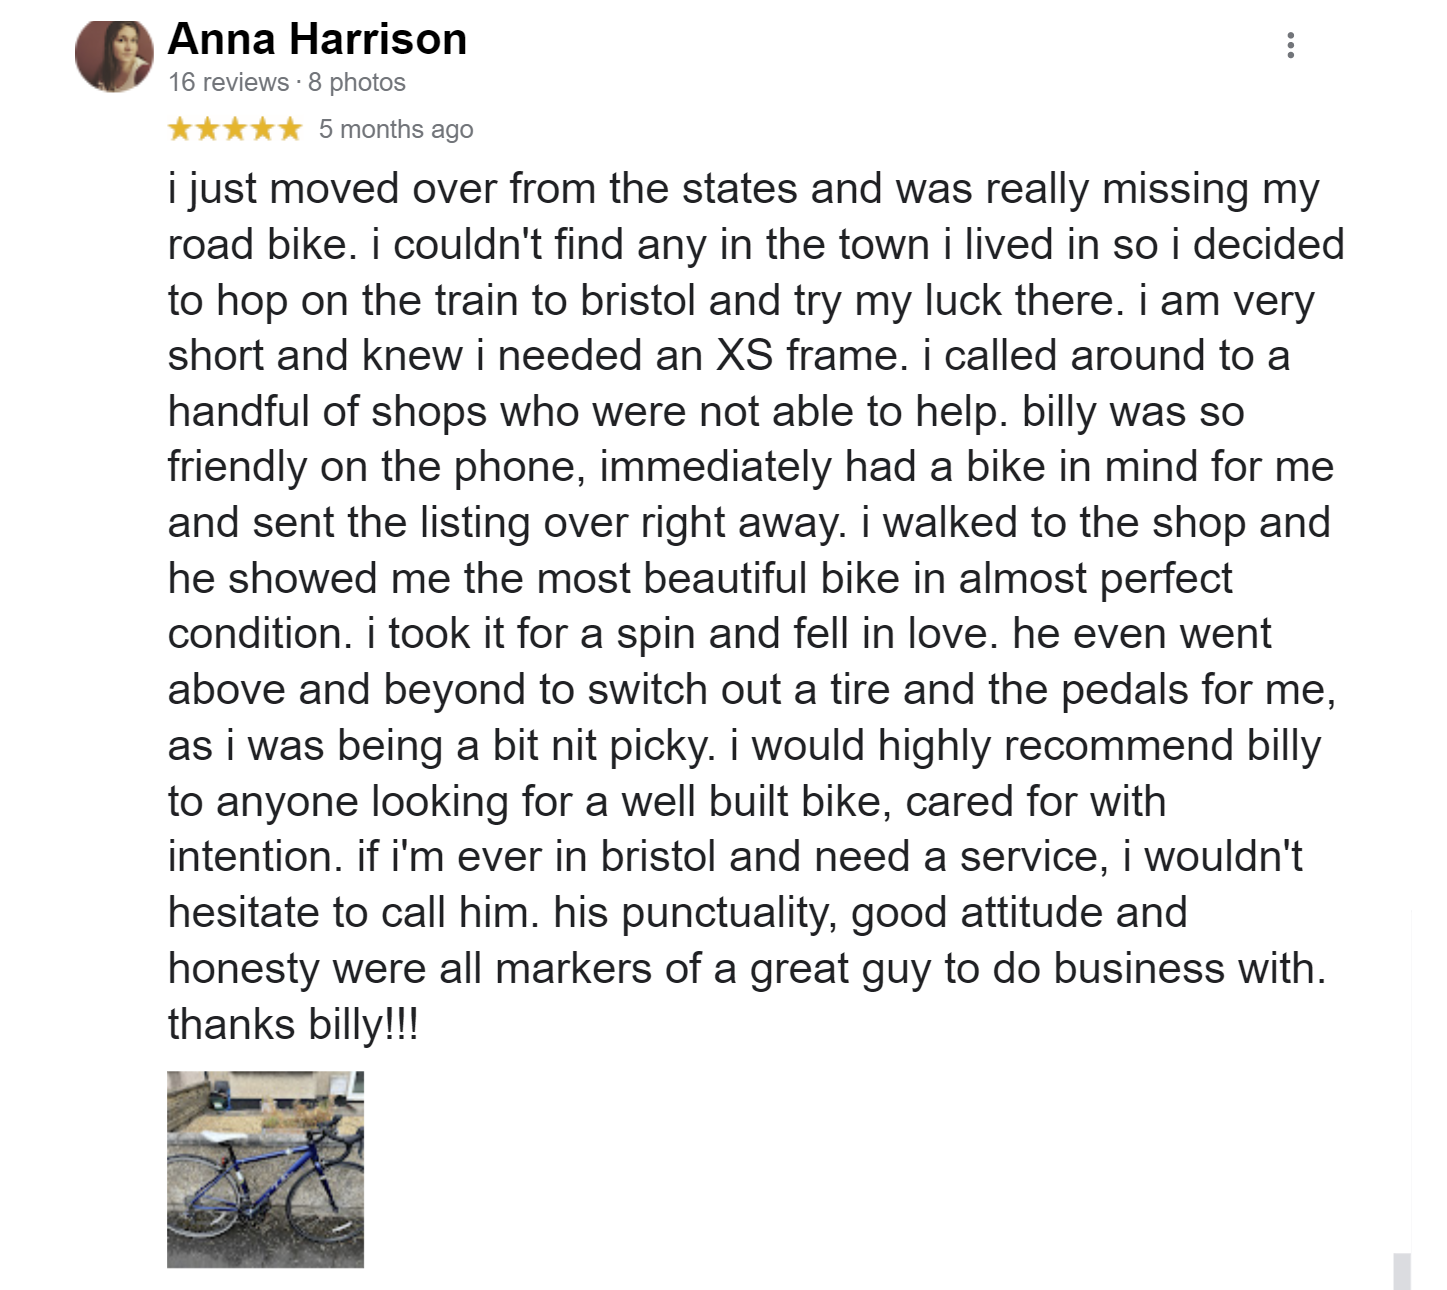 Anna Harrison
16 reviews · 8 photos
5 months ago
i just moved over from the states and was really missing my
road bike. i couldn't find any in the town i lived in so i decided
to hop on the train to bristol and try my luck there. i am very
short and knew i needed an XS frame. i called around to a
handful of shops who were not able to help. billy was so
friendly on the phone, immediately had a bike in mind for me
and sent the listing over right away. i walked to the shop and
he showed me the most beautiful bike in almost perfect
condition. i took it for a spin and fell in love. he even went
above and beyond to switch out a tire and the pedals for me,
as i was being a bit nit picky. i would highly recommend billy
to anyone looking for a well built bike, cared for with
intention. if i'm ever in bristol and need a service, i wouldn't
hesitate to call him. his punctuality, good attitude and
honesty were all markers of a great guy to do business with.
thanks billy!!!